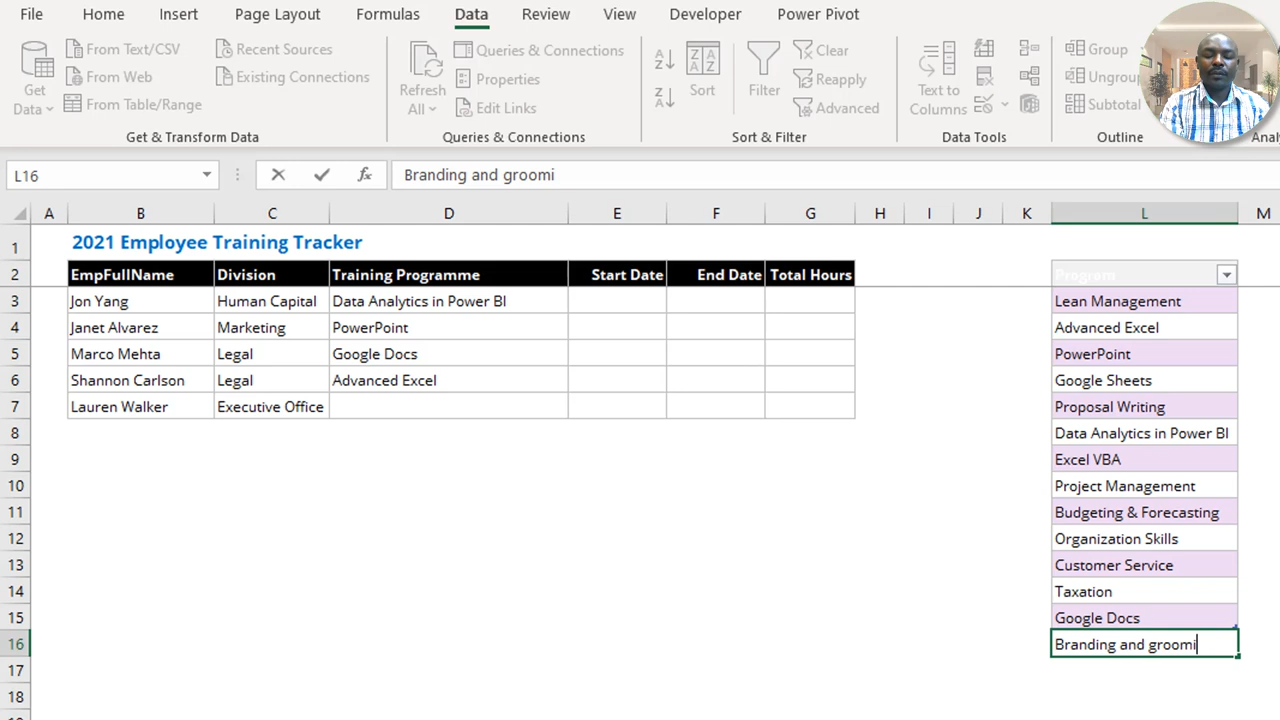 File Home Insert Page Layout Formulas Data Review View Developer Power Pivot
Get Data
From Text/CSV
From Web
From Table/Range
Recent Sources
Existing Connections
Get & Transform Data
Refresh All
Queries & Connections
Properties
Edit Links
Queries & Connections
Sort
Filter
Clear
Reapply
Advanced
Sort & Filter
Text to Columns
Data Tools
Group
Subtotal
Outline
L16 fx Branding and groomi
A B C D E F G H I J K L M
1 2021 Employee Training Tracker
2 EmpFullName Division Training Programme Start Date End Date Total Hours Program
3 Jon Yang Human Capital Data Analytics in Power BI Lean Management
4 Janet Alvarez Marketing PowerPoint Advanced Excel
5 Marco Mehta Legal Google Docs PowerPoint
6 Shannon Carlson Legal Advanced Excel Google Sheets
7 Lauren Walker Executive Office Proposal Writing
8 Data Analytics in Power BI
9 Excel VBA
10 Project Management
11 Budgeting & Forecasting
12 Organization Skills
13 Customer Service
14 Taxation
15 Google Docs
16 Branding and groomi
17
18